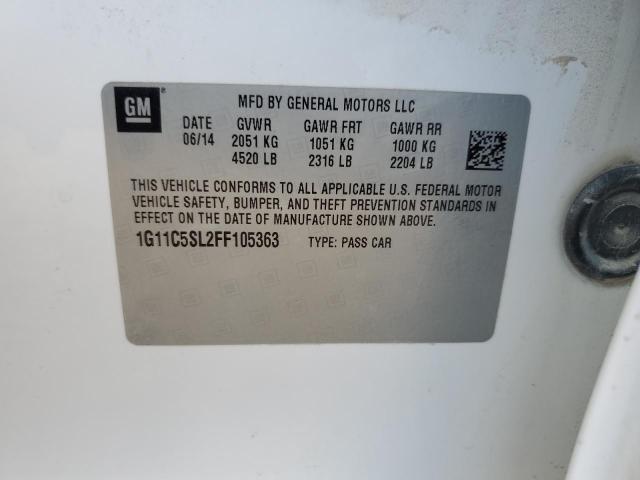 GM
MFD BY GENERAL MOTORS LLC
DATE GVWR GAWR FRT GAWR RR
06/14 2051 KG 1051 KG 1000 KG
4520 LB 2316 LB 2204 LB
THIS VEHICLE CONFORMS TO ALL APPLICABLE U.S. FEDERAL MOTOR
VEHICLE SAFETY, BUMPER, AND THEFT PREVENTION STANDARDS IN
EFFECT ON THE DATE OF MANUFACTURE SHOWN ABOVE.
1G11C5SL2FF105363 TYPE: PASS CAR